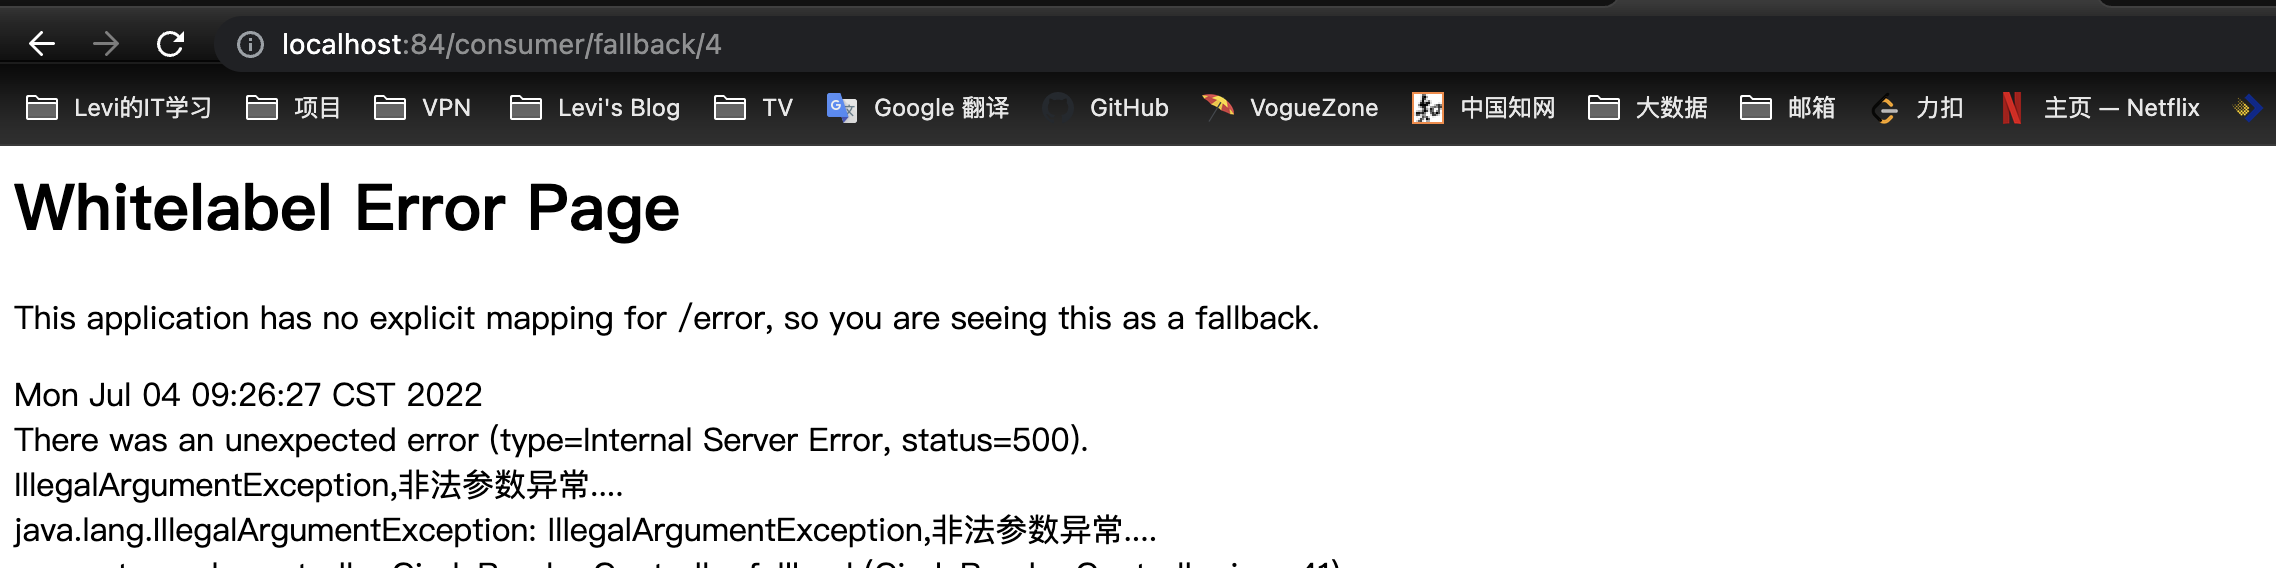 localhost:84/consumer/fallback/4
Levi的IT学习 项目 VPN Levi's Blog TV Google 翻译 GitHub VogueZone 中国知网 大数据 邮箱 力扣 主页 — Netflix
Whitelabel Error Page
This application has no explicit mapping for /error, so you are seeing this as a fallback.
Mon Jul 04 09:26:27 CST 2022
There was an unexpected error (type=Internal Server Error, status=500).
IllegalArgumentException,非法参数异常....
java.lang.IllegalArgumentException: IllegalArgumentException,非法参数异常....